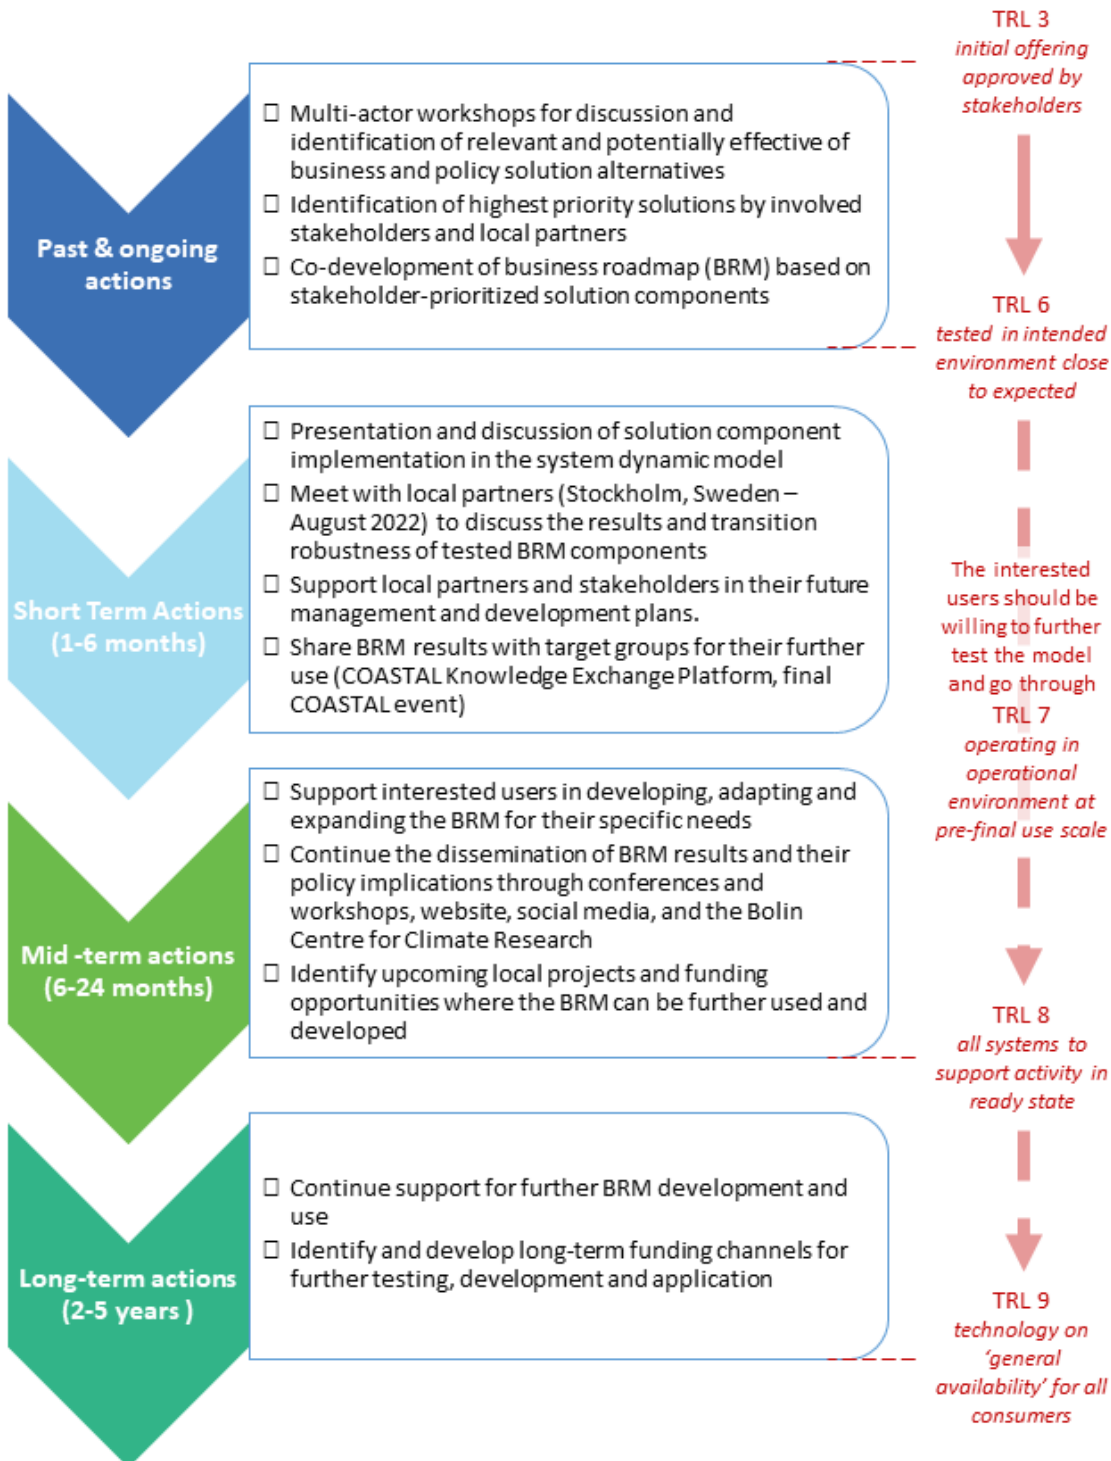 Past & ongoing
actions
☐ Multi-actor workshops for discussion and
identification of relevant and potentially effective of
business and policy solution alternatives
☐ Identification of highest priority solutions by involved
stakeholders and local partners
☐ Co-development of business roadmap (BRM) based on
stakeholder-prioritized solution components
Short Term Actions
(1-6 months)
☐ Presentation and discussion of solution component
implementation in the system dynamic model
☐ Meet with local partners (Stockholm, Sweden –
August 2022) to discuss the results and transition
robustness of tested BRM components
☐ Support local partners and stakeholders in their future
management and development plans.
☐ Share BRM results with target groups for their further
use (COASTAL Knowledge Exchange Platform, final
COASTAL event)
Mid -term actions
(6-24 months)
☐ Support interested users in developing, adapting and
expanding the BRM for their specific needs
☐ Continue the dissemination of BRM results and their
policy implications through conferences and
workshops, website, social media, and the Bolin
Centre for Climate Research
☐ Identify upcoming local projects and funding
opportunities where the BRM can be further used and
developed
Long-term actions
(2-5 years )
☐ Continue support for further BRM development and
use
☐ Identify and develop long-term funding channels for
further testing, development and application
TRL 3
initial offering
approved by
stakeholders
TRL 6
tested in intended
environment close
to expected
The interested
users should be
willing to further
test the model
and go through
TRL 7
operating in
operational
environment at
pre-final use scale
TRL 8
all systems to
support activity in
ready state
TRL 9
technology on
‘general
availability’ for all
consumers